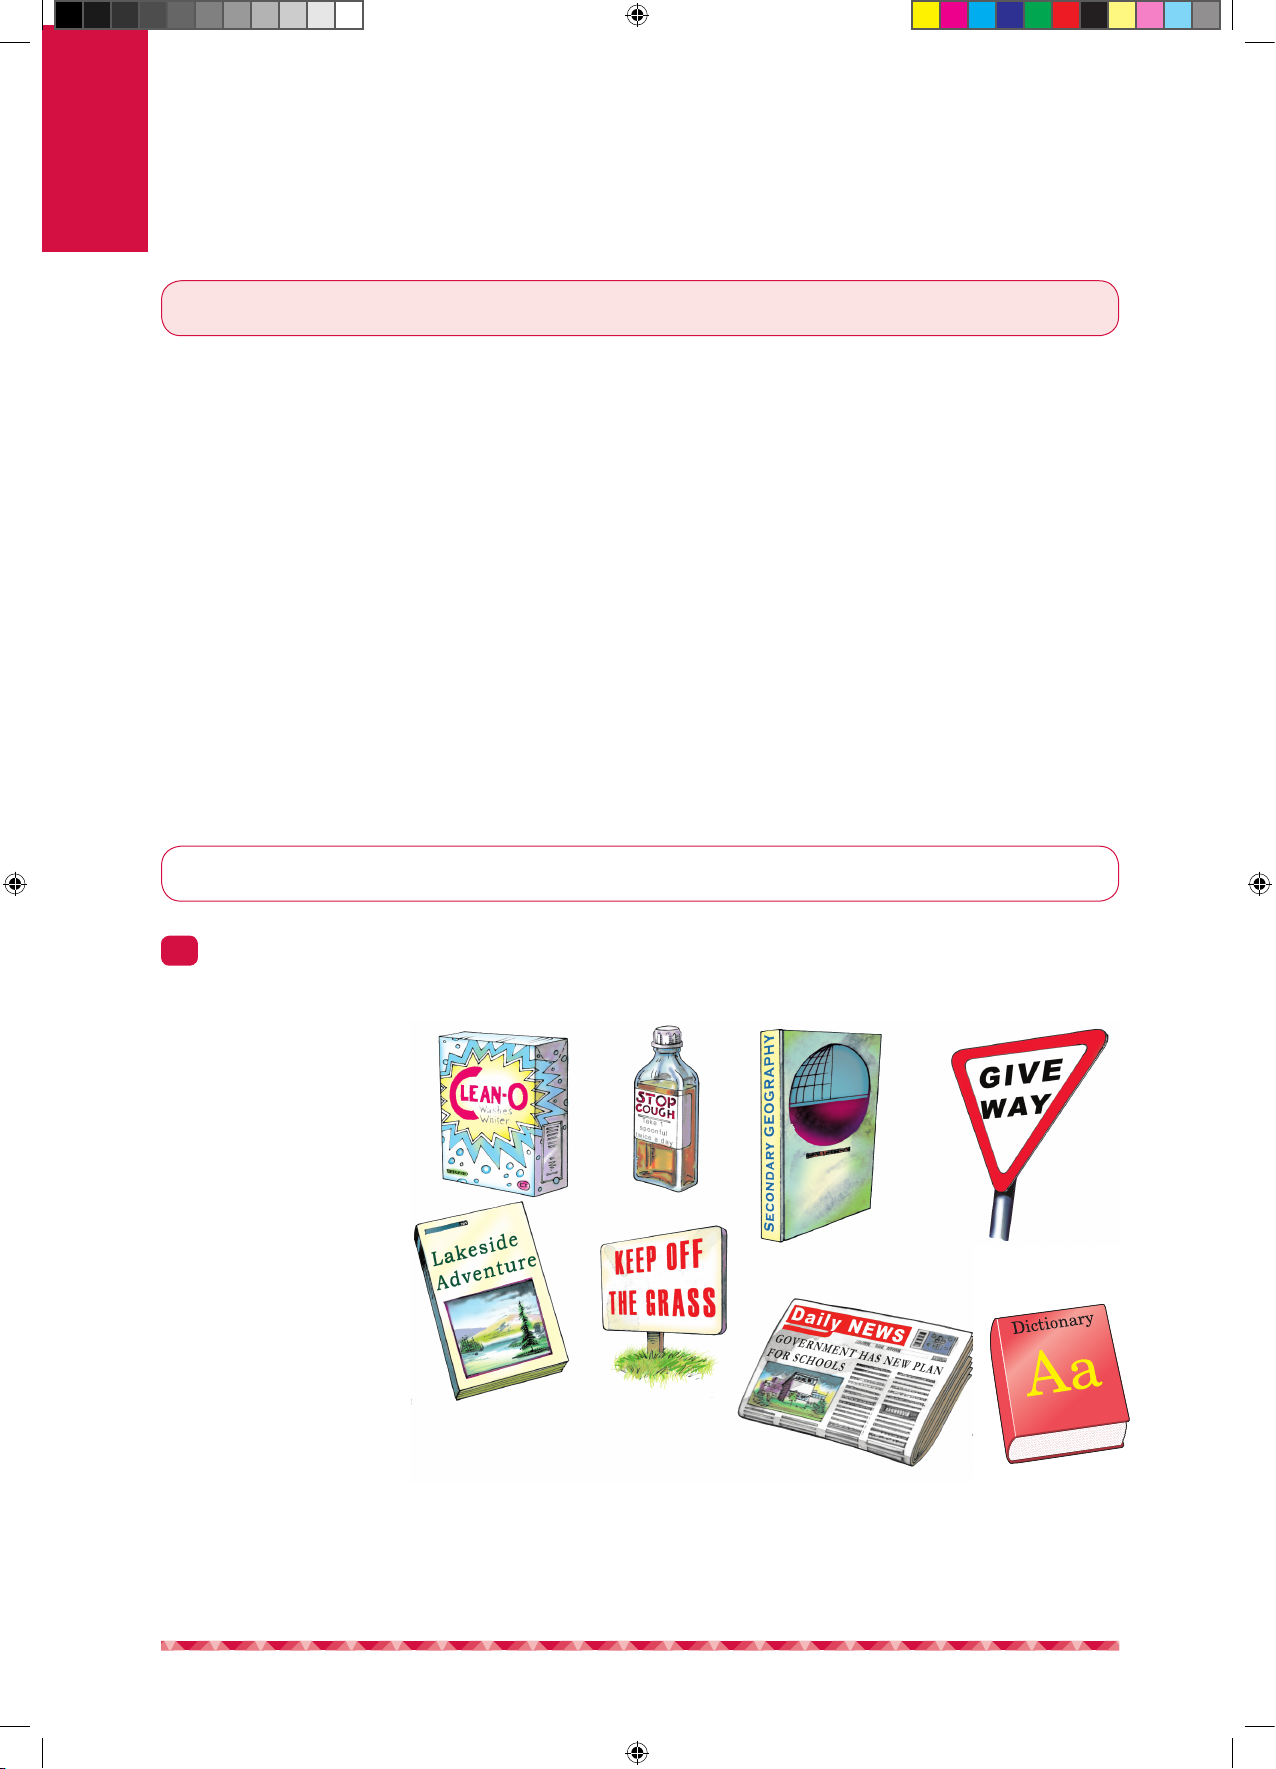 CLEAN-O
Washes
Whiter
STOP
COUGH
Take 1
spoonful
twice a day
SECONDARY GEOGRAPHY
GIVE
WAY
Lakeside
Adventure
KEEP OFF
THE GRASS
Daily NEWS
GOVERNMENT HAS NEW PLAN
FOR SCHOOLS
Dictionary
Aa